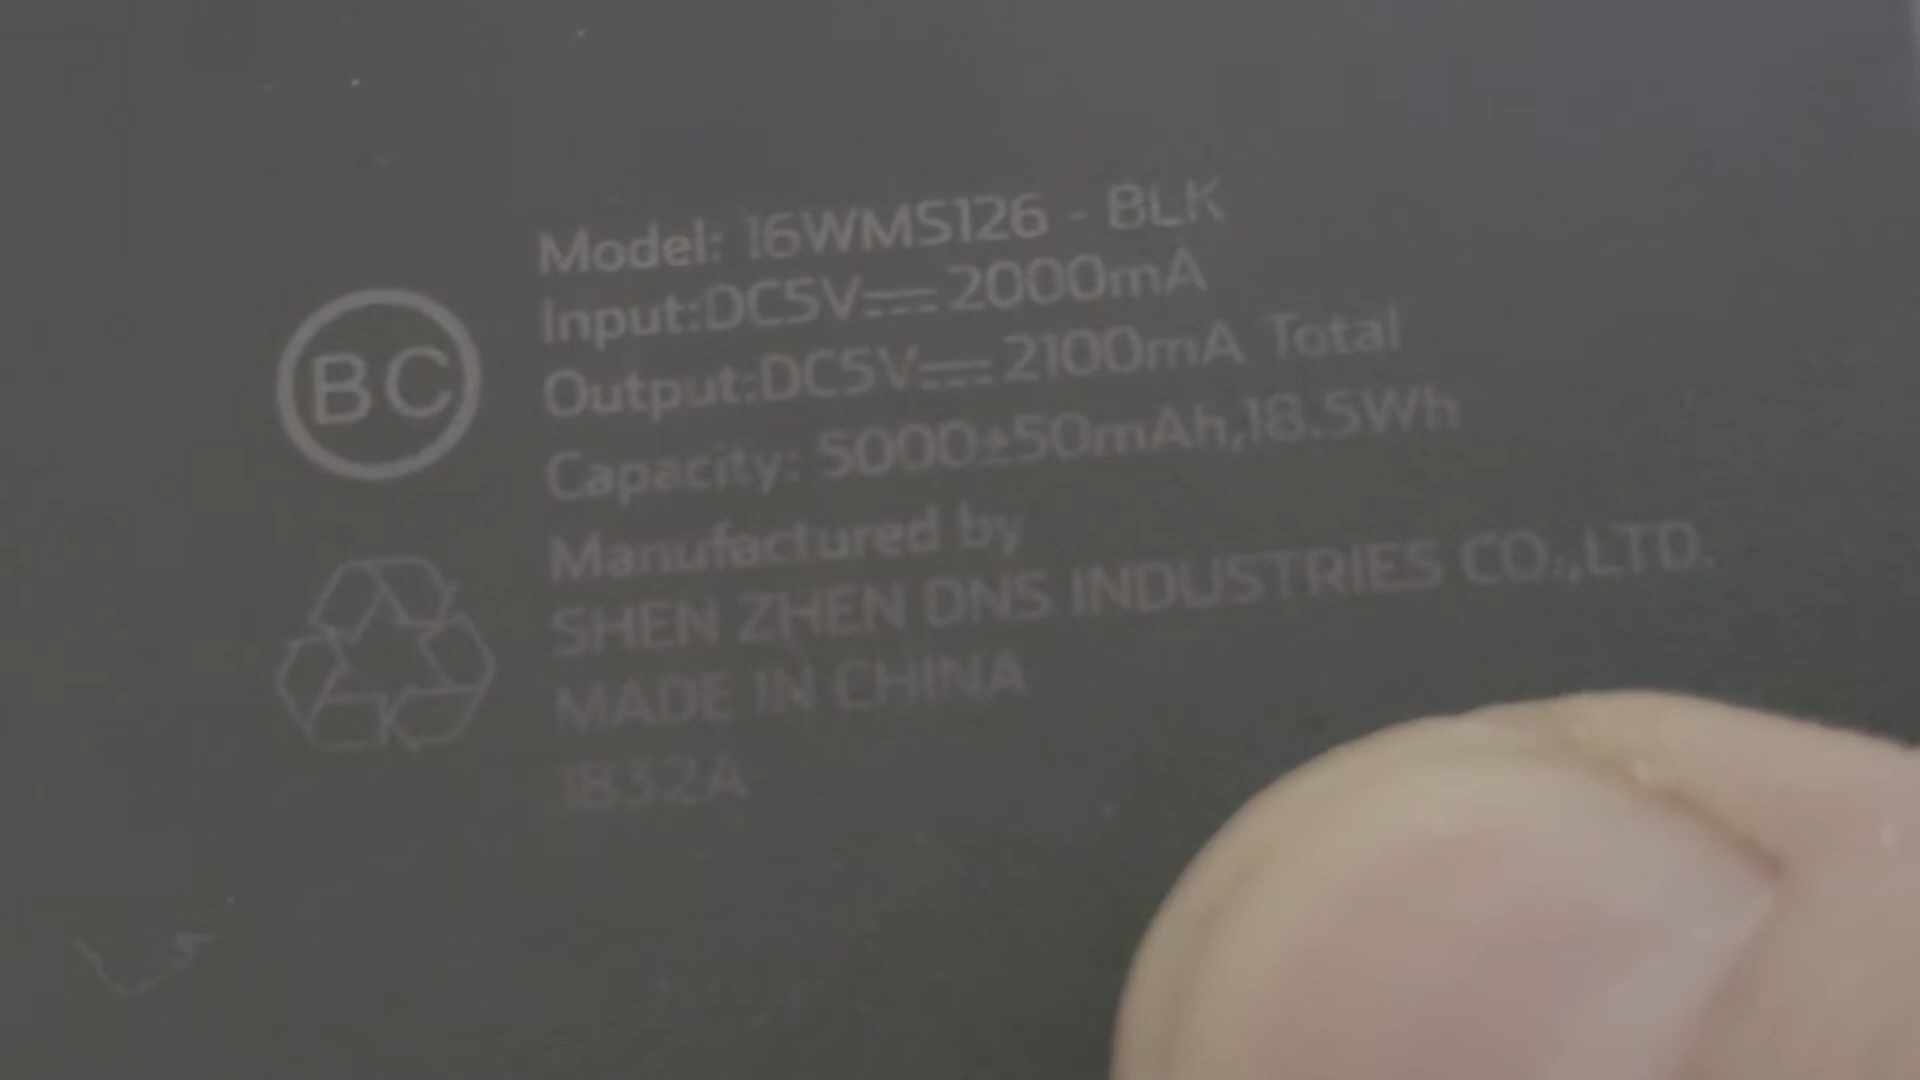 BC
Model: 16WMS126 - BLK
Input:DC5V⎓2000mA
Output:DC5V⎓2100mA Total
Capacity: 5000±50mAh,18.5Wh
Manufactured by
SHEN ZHEN DNS INDUSTRIES CO.,LTD.
MADE IN CHINA
1832A